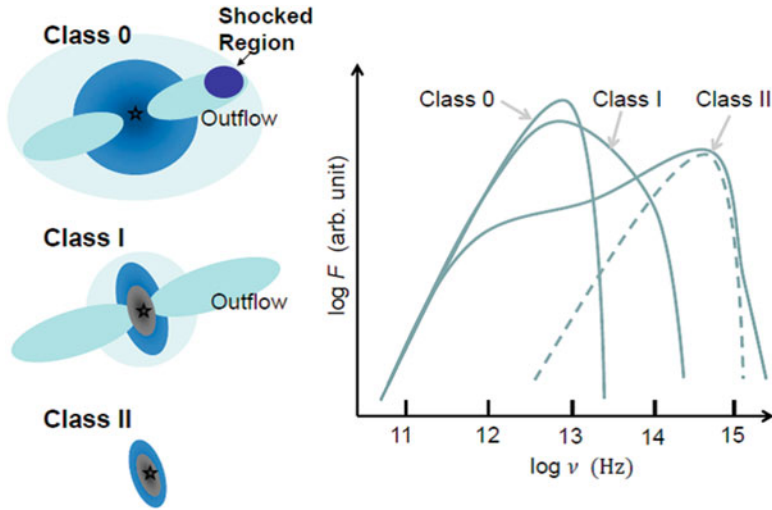 Class 0
Shocked
Region
Outflow
Class I
Outflow
Class II
Class 0
Class I
Class II
log F (arb. unit)
11 12 13 14 15
log ν (Hz)